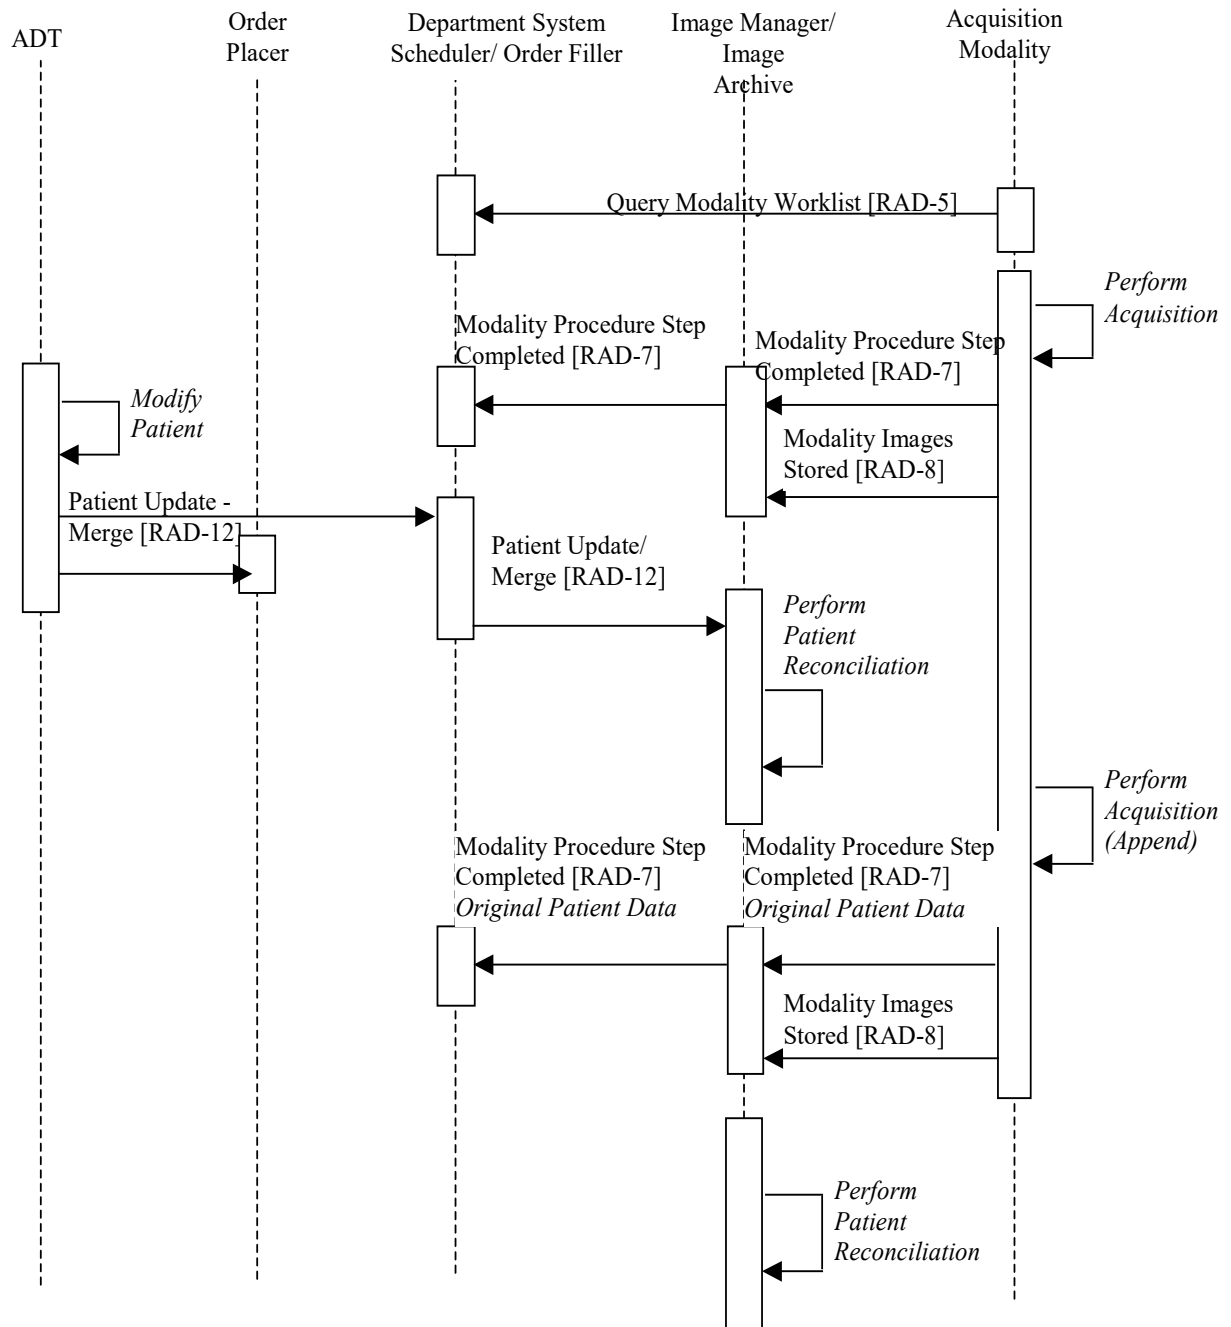 ADT
Order
Placer
Department System
Scheduler/ Order Filler
Image Manager/
Image
Archive
Acquisition
Modality
Query Modality Worklist [RAD-5]
Perform
Acquisition
Modality Procedure Step
Completed [RAD-7]
Modality Procedure Step
Completed [RAD-7]
Modify
Patient
Modality Images
Stored [RAD-8]
Patient Update -
Merge [RAD-12]
Patient Update/
Merge [RAD-12]
Perform
Patient
Reconciliation
Perform
Acquisition
(Append)
Modality Procedure Step
Completed [RAD-7]
Original Patient Data
Modality Procedure Step
Completed [RAD-7]
Original Patient Data
Modality Images
Stored [RAD-8]
Perform
Patient
Reconciliation